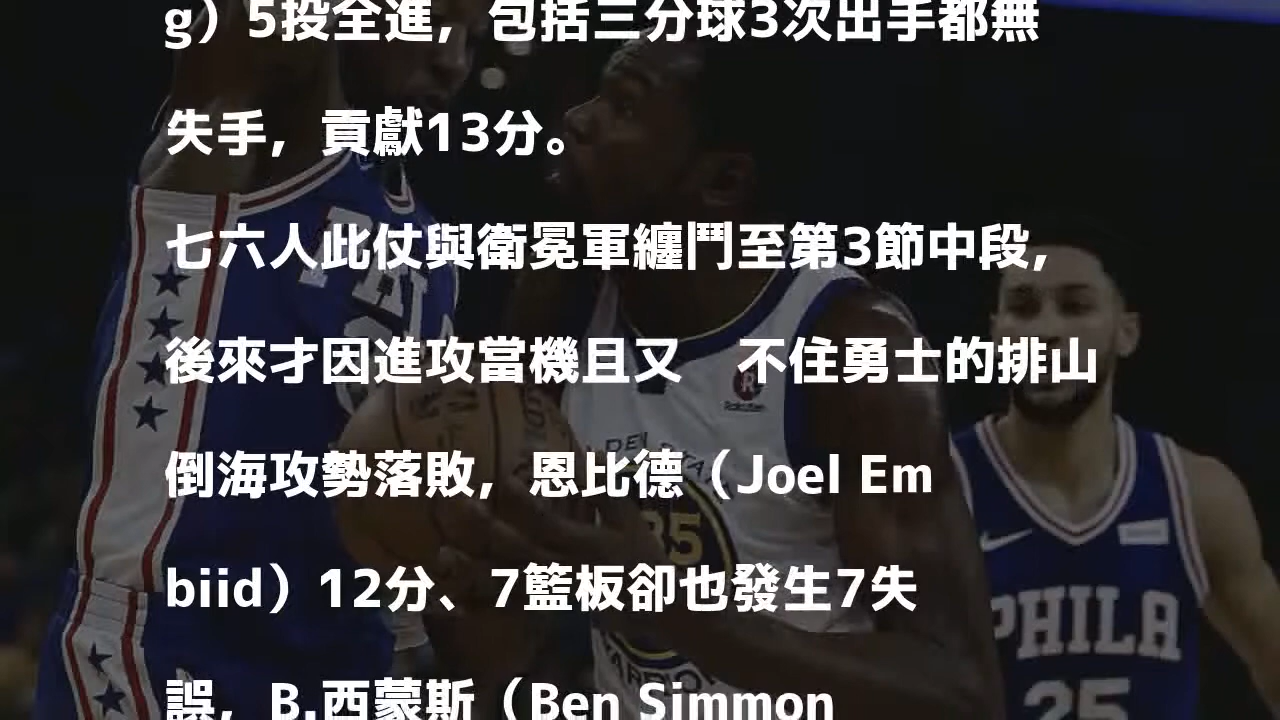 g）5投全進，包括三分球3次出手都無
失手，貢獻13分。
七六人此仗與衛冕軍纏鬥至第3節中段，
後來才因進攻當機且又　不住勇士的排山
倒海攻勢落敗，恩比德（Joel Em
biid）12分、7籃板卻也發生7失
誤，B.西蒙斯（Ben Simmon
PHILA
25
35
Rakuten